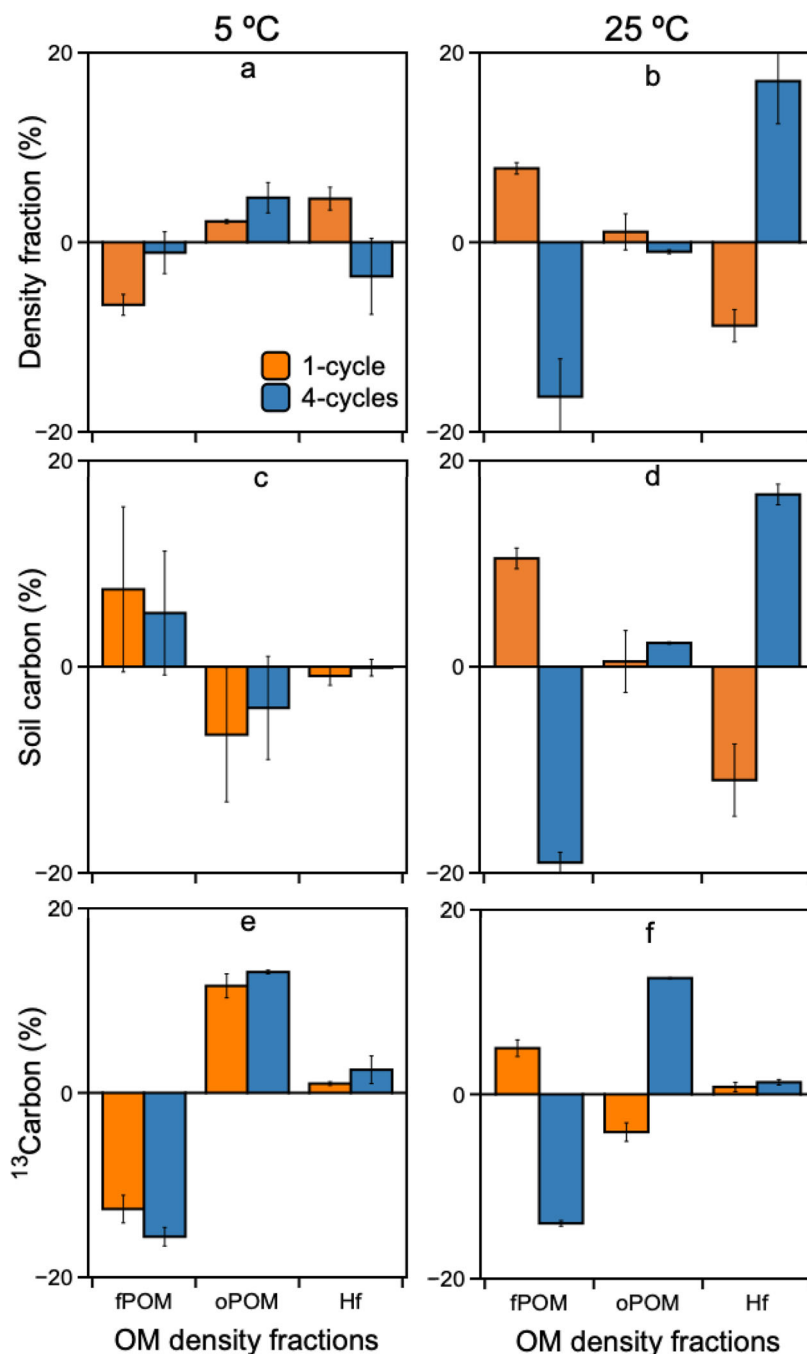 5 ºC
25 ºC
Density fraction (%)
20
0
−20
a
1-cycle
4-cycles
20
0
−20
b
Soil carbon (%)
20
0
−20
c
20
0
−20
d
13Carbon (%)
20
0
−20
e
fPOM oPOM Hf
OM density fractions
20
0
−20
f
fPOM oPOM Hf
OM density fractions